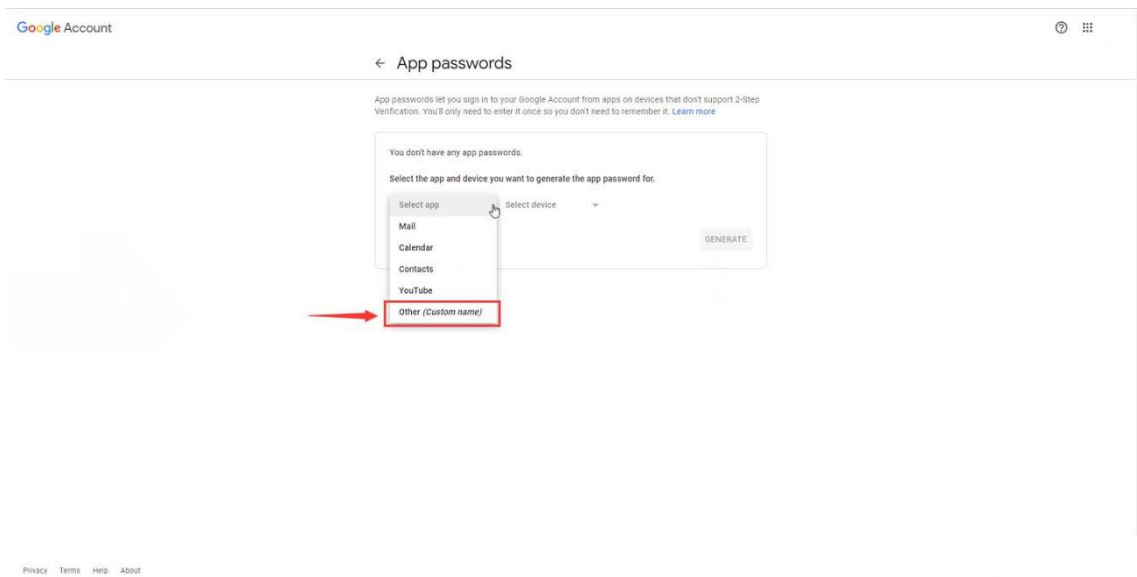 Google Account
App passwords
App passwords let you sign in to your Google Account from apps on devices that don't support 2-Step
Verification. You'll only need to enter it once so you don't need to remember it. Learn more
You don't have any app passwords.
Select the app and device you want to generate the app password for.
Select app Select device
Mail
GENERATE
Calendar
Contacts
YouTube
Other (Custom name)
Privacy Terms Help About